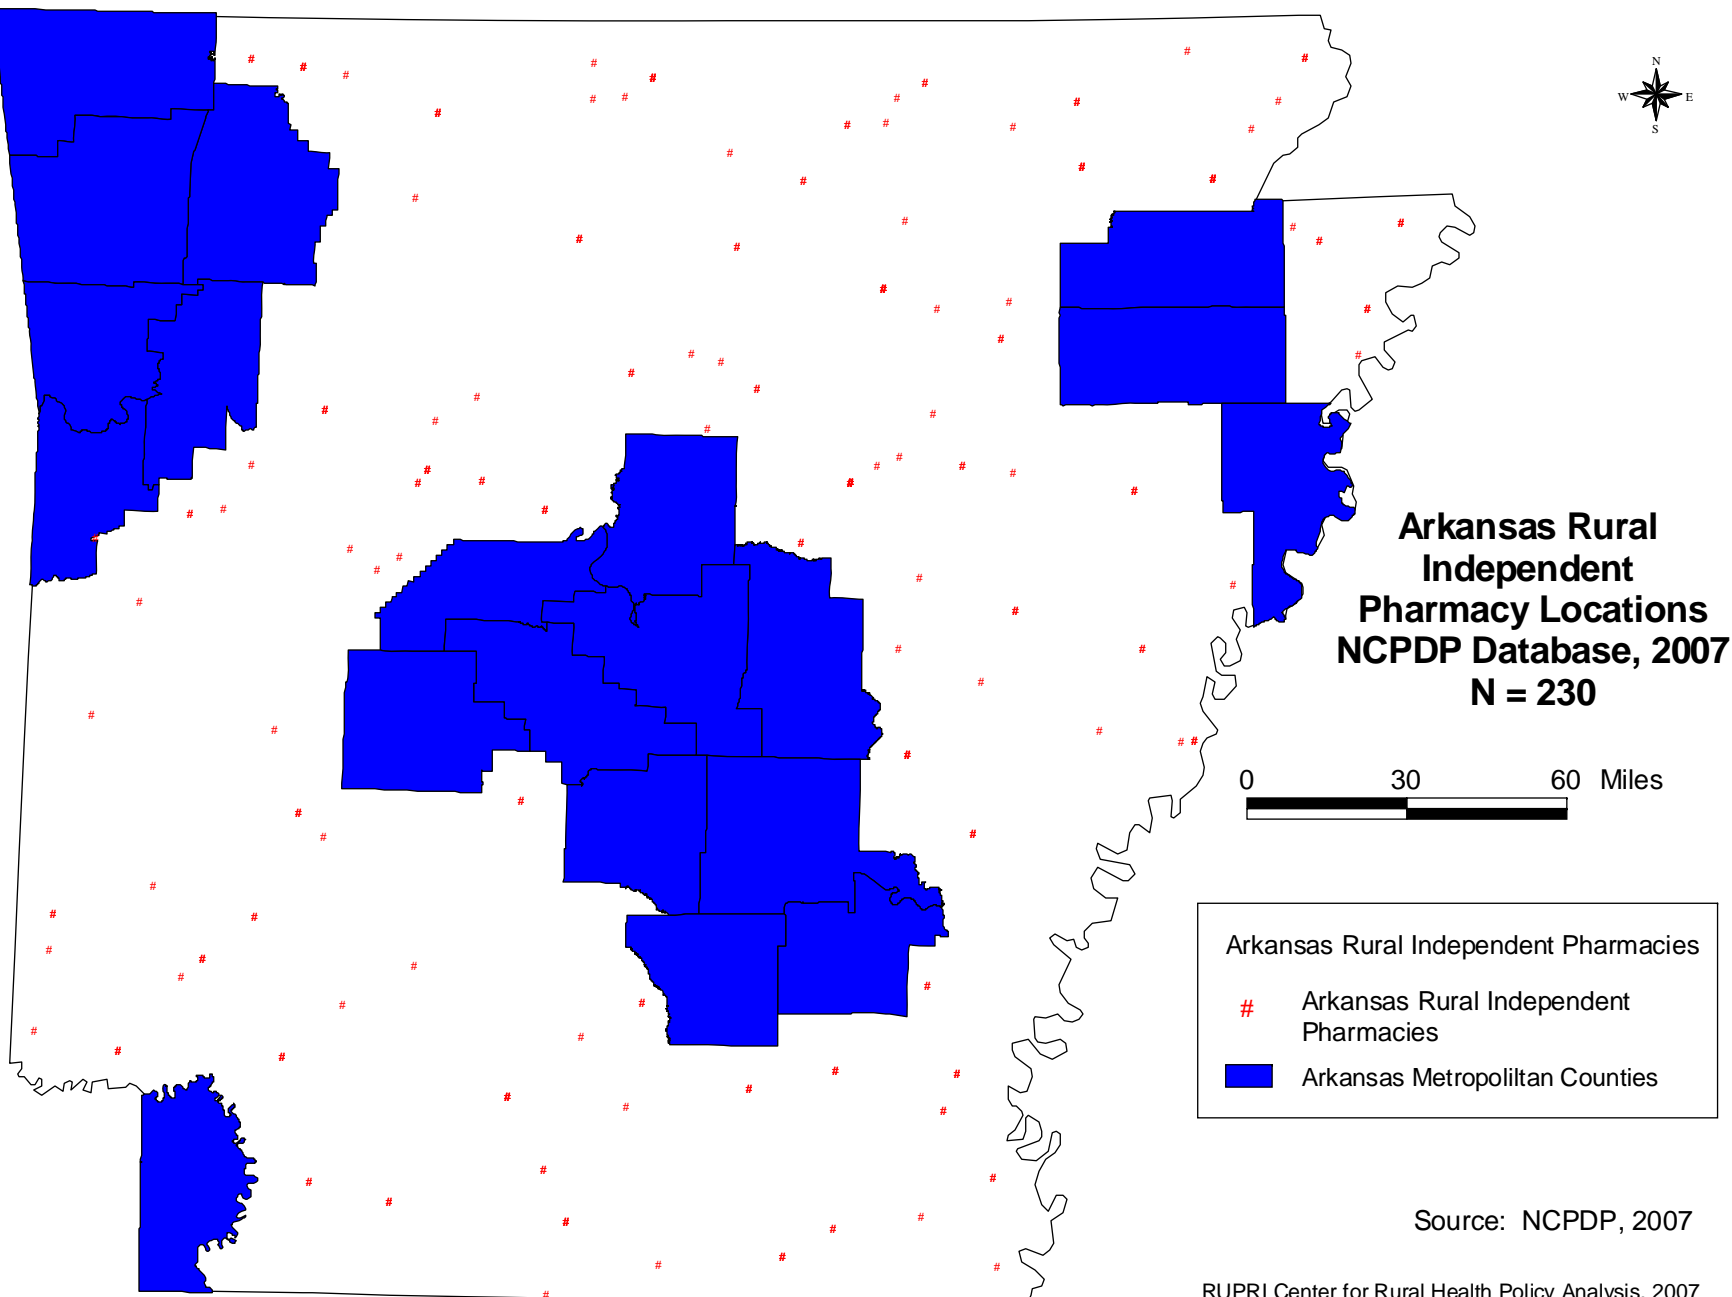 N
W E
S
Arkansas Rural
Independent
Pharmacy Locations
NCPDP Database, 2007
N = 230
0 30 60 Miles
Arkansas Rural Independent Pharmacies
# Arkansas Rural Independent
Pharmacies
Arkansas Metropoliltan Counties
Source: NCPDP, 2007
RUPRI Center for Rural Health Policy Analysis, 2007